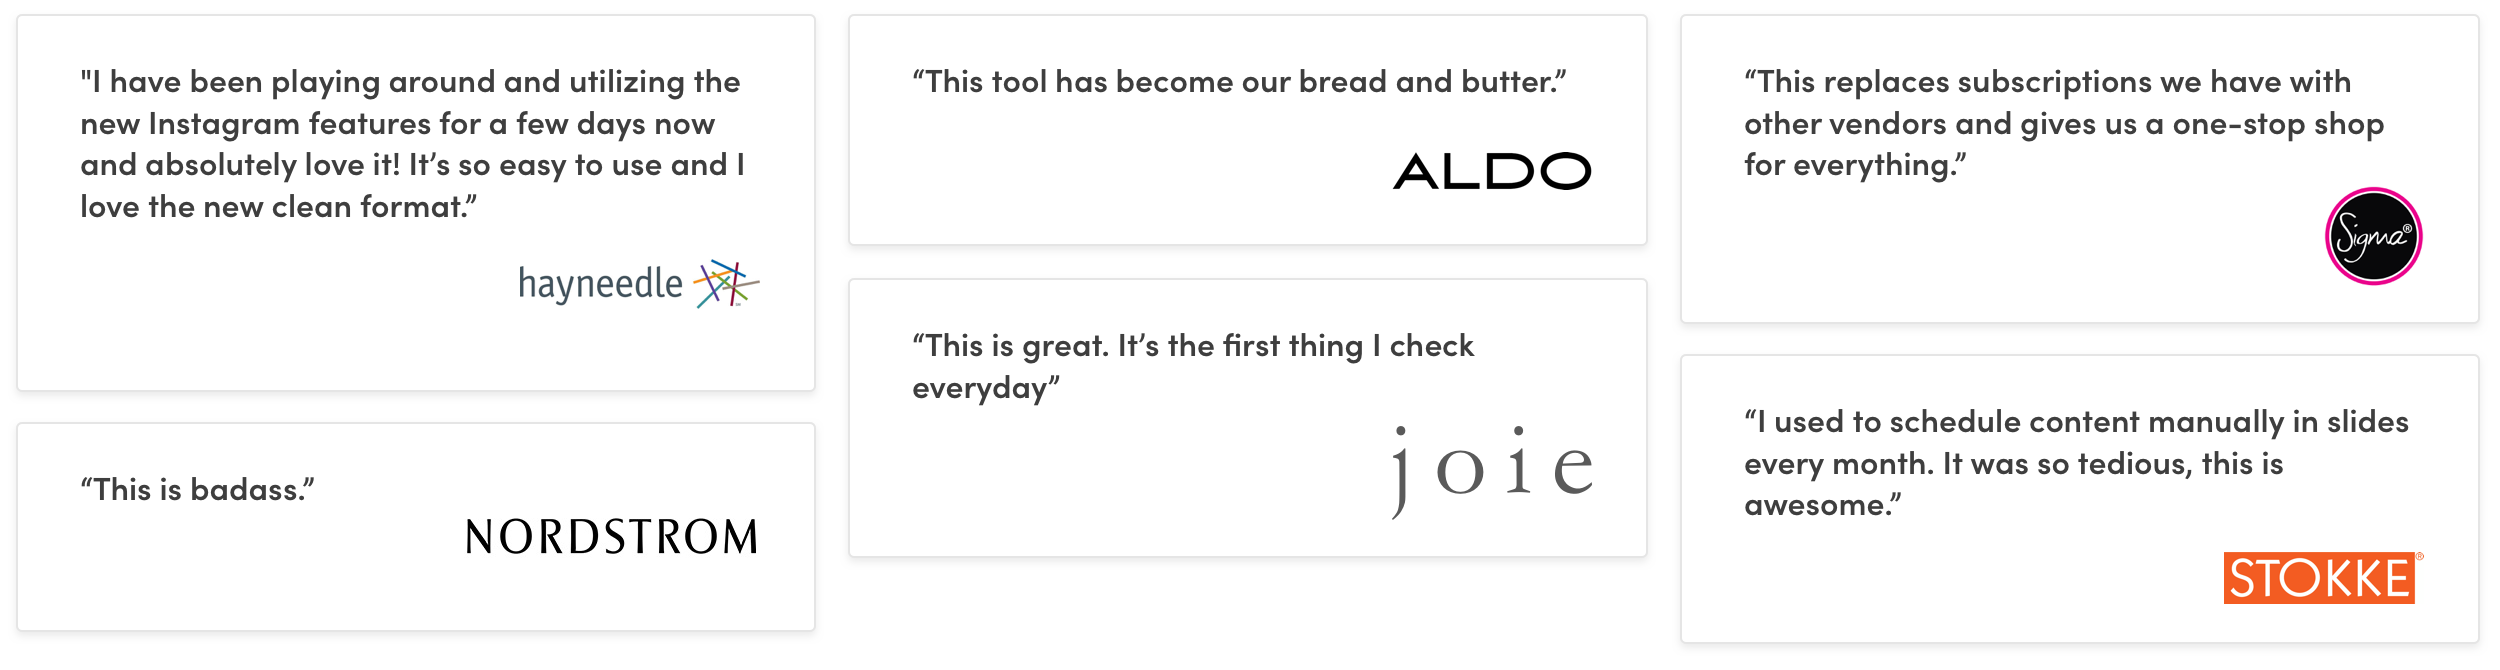 "I have been playing around and utilizing the
new Instagram features for a few days now
and absolutely love it! It’s so easy to use and I
love the new clean format.”
hayneedle
“This is badass.”
NORDSTROM
“This tool has become our bread and butter.”
ALDO
“This is great. It’s the first thing I check
everyday”
joie
“This replaces subscriptions we have with
other vendors and gives us a one-stop shop
for everything.”
Sigma®
“I used to schedule content manually in slides
every month. It was so tedious, this is
awesome.”
STOKKE®